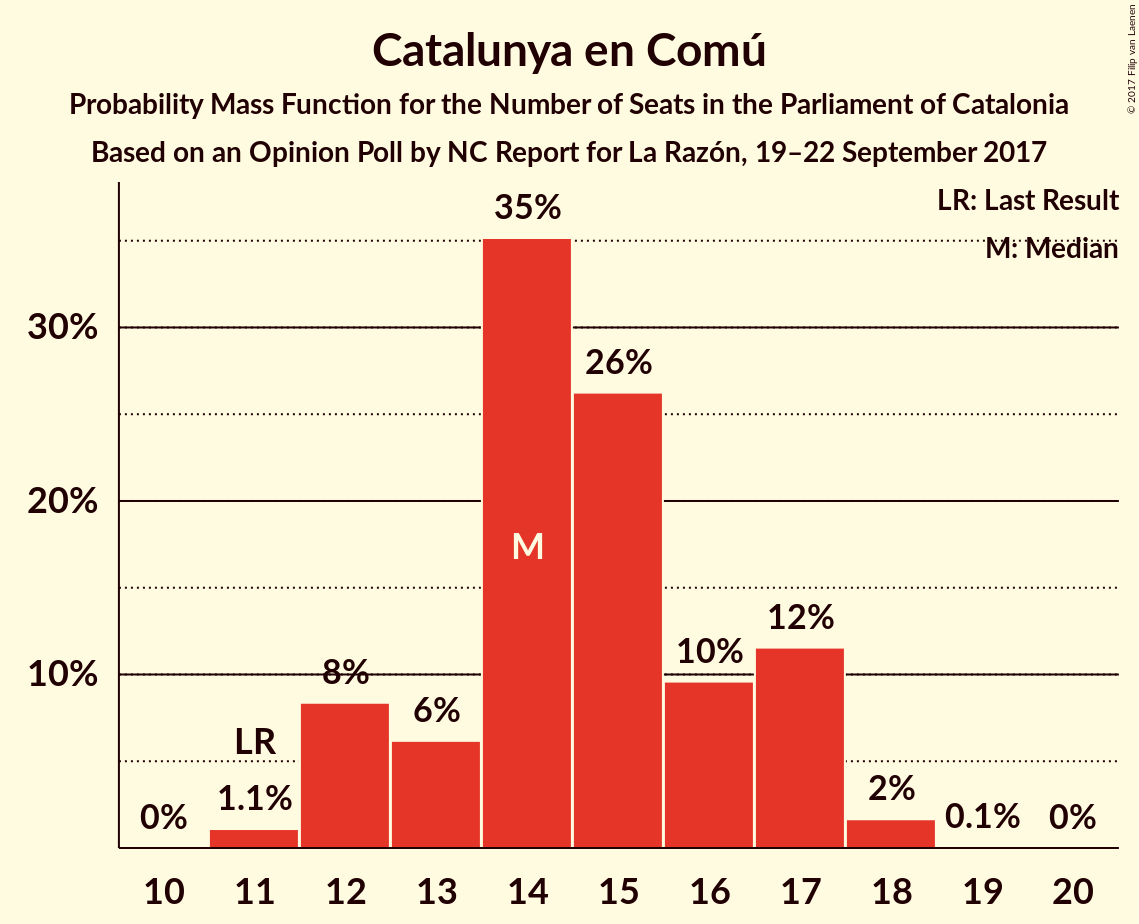 Catalunya en Comú
Probability Mass Function for the Number of Seats in the Parliament of Catalonia
Based on an Opinion Poll by NC Report for La Razón, 19–22 September 2017
© 2017 Filip van Laenen
LR: Last Result
M: Median
35%
30%
26%
20%
M
12%
10%
10%
8%
6%
LR
1.1%
0%
2%
0.1%
0%
10 11 12 13 14 15 16 17 18 19 20